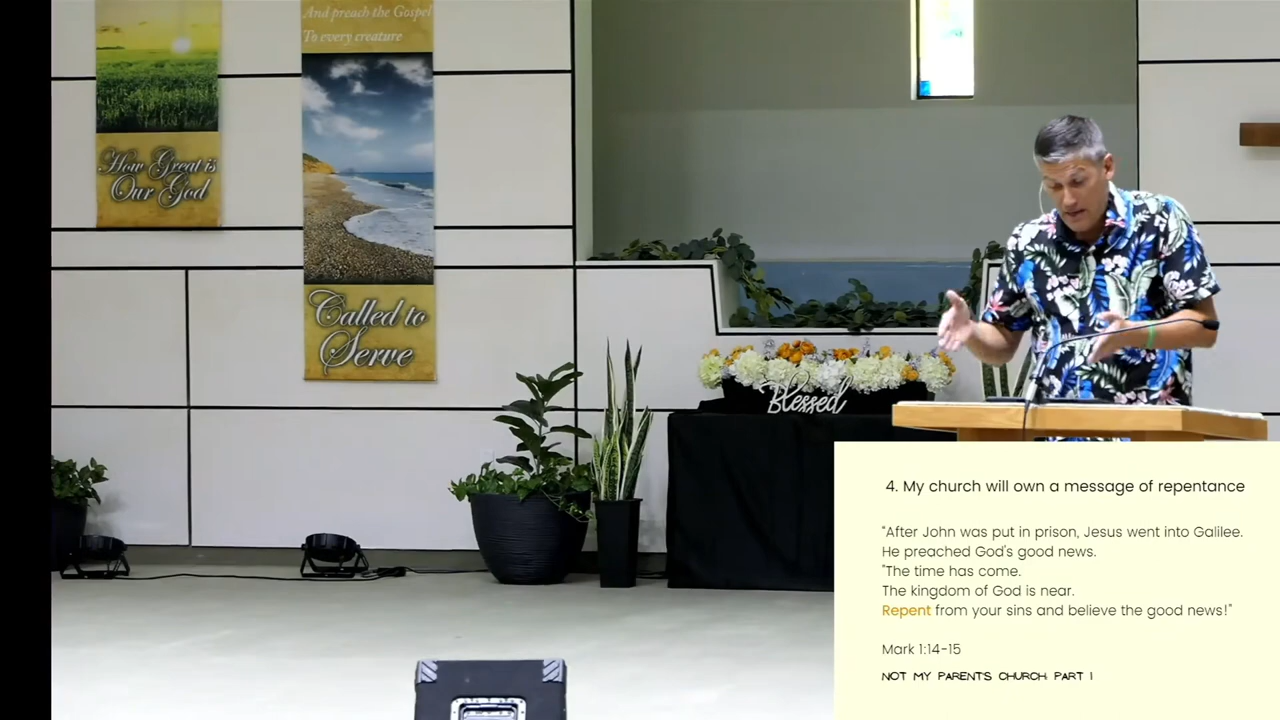 And preach the Gospel
To every creature
How Great is
Our God
Called to
Serve
Blessed
4. My church will own a message of repentance
"After John was put in prison, Jesus went into Galilee.
He preached God's good news.
"The time has come.
The kingdom of God is near.
Repent from your sins and believe the good news!"
Mark 1:14-15
NOT MY PARENTS CHURCH: PART 1